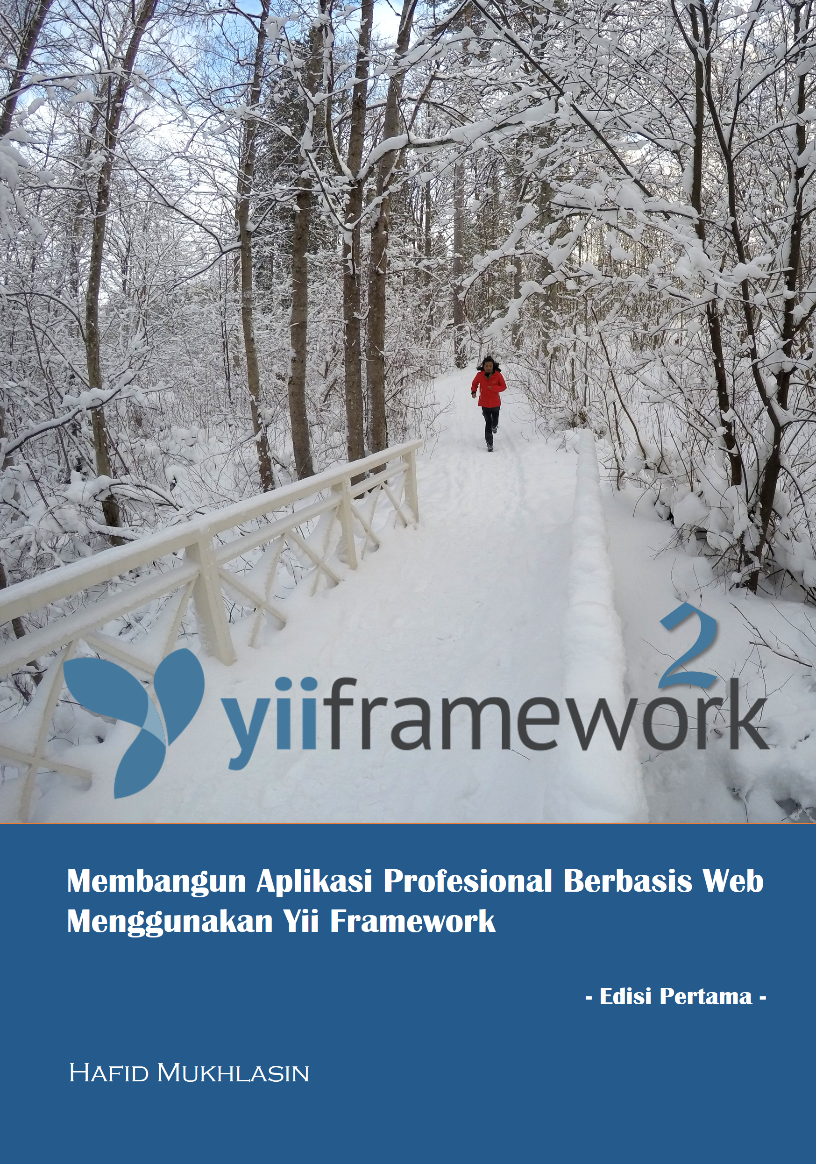 yiiframework 2
Membangun Aplikasi Profesional Berbasis Web
Menggunakan Yii Framework
- Edisi Pertama -
HAFID MUKHLASIN